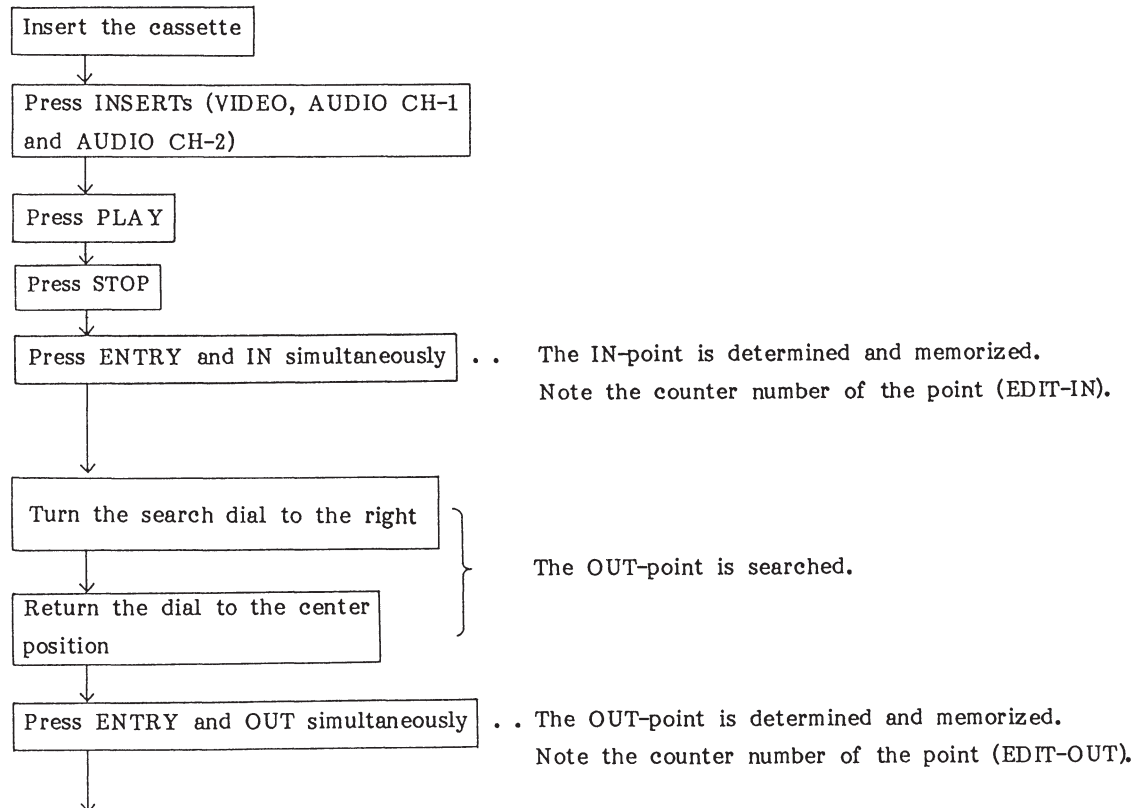 Insert the cassette
Press INSERTs (VIDEO, AUDIO CH-1
and AUDIO CH-2)
Press PLAY
Press STOP
Press ENTRY and IN simultaneously . . The IN-point is determined and memorized.
Note the counter number of the point (EDIT-IN).
Turn the search dial to the right
The OUT-point is searched.
Return the dial to the center
position
Press ENTRY and OUT simultaneously . . The OUT-point is determined and memorized.
Note the counter number of the point (EDIT-OUT).